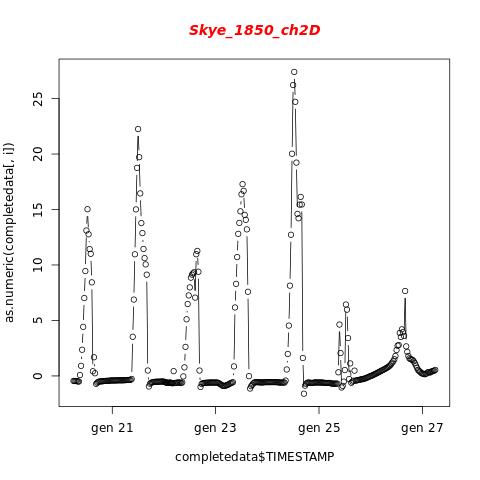 Skye_1850_ch2D
as.numeric(completedata[, i])
25
20
15
10
5
0
gen 21 gen 23 gen 25 gen 27
completedata$TIMESTAMP